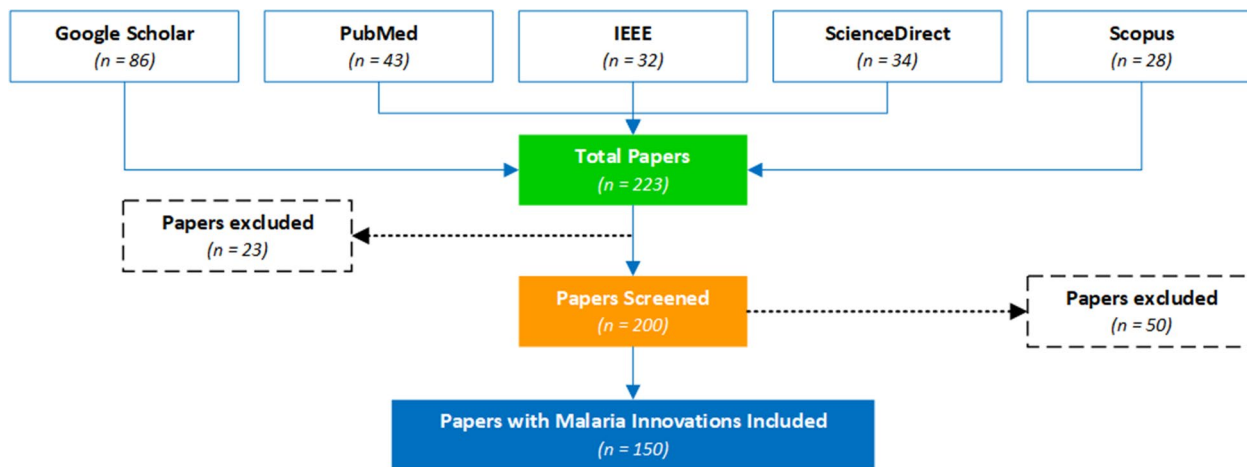 Google Scholar
(n = 86)
PubMed
(n = 43)
IEEE
(n = 32)
ScienceDirect
(n = 34)
Scopus
(n = 28)
Total Papers
(n = 223)
Papers excluded
(n = 23)
Papers Screened
(n = 200)
Papers excluded
(n = 50)
Papers with Malaria Innovations Included
(n = 150)